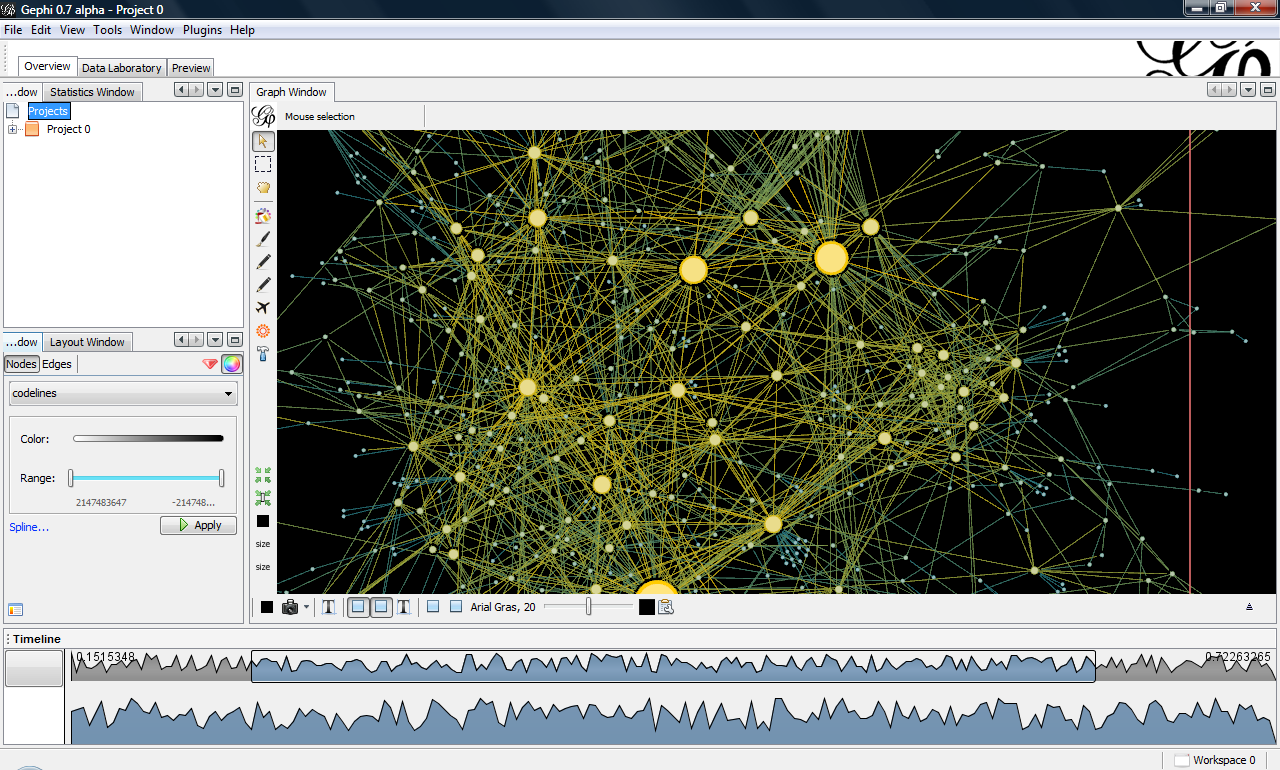 Gephi 0.7 alpha - Project 0
File Edit View Tools Window Plugins Help
Overview Data Laboratory Preview
...dow Statistics Window
Projects
Project 0
Graph Window
Mouse selection
...dow Layout Window
Nodes Edges
codelines
Color:
Range:
2147483647 -214748...
Spline...
Apply
size
size
Arial Gras, 20
Timeline
0.1515348 0.72263265
Workspace 0